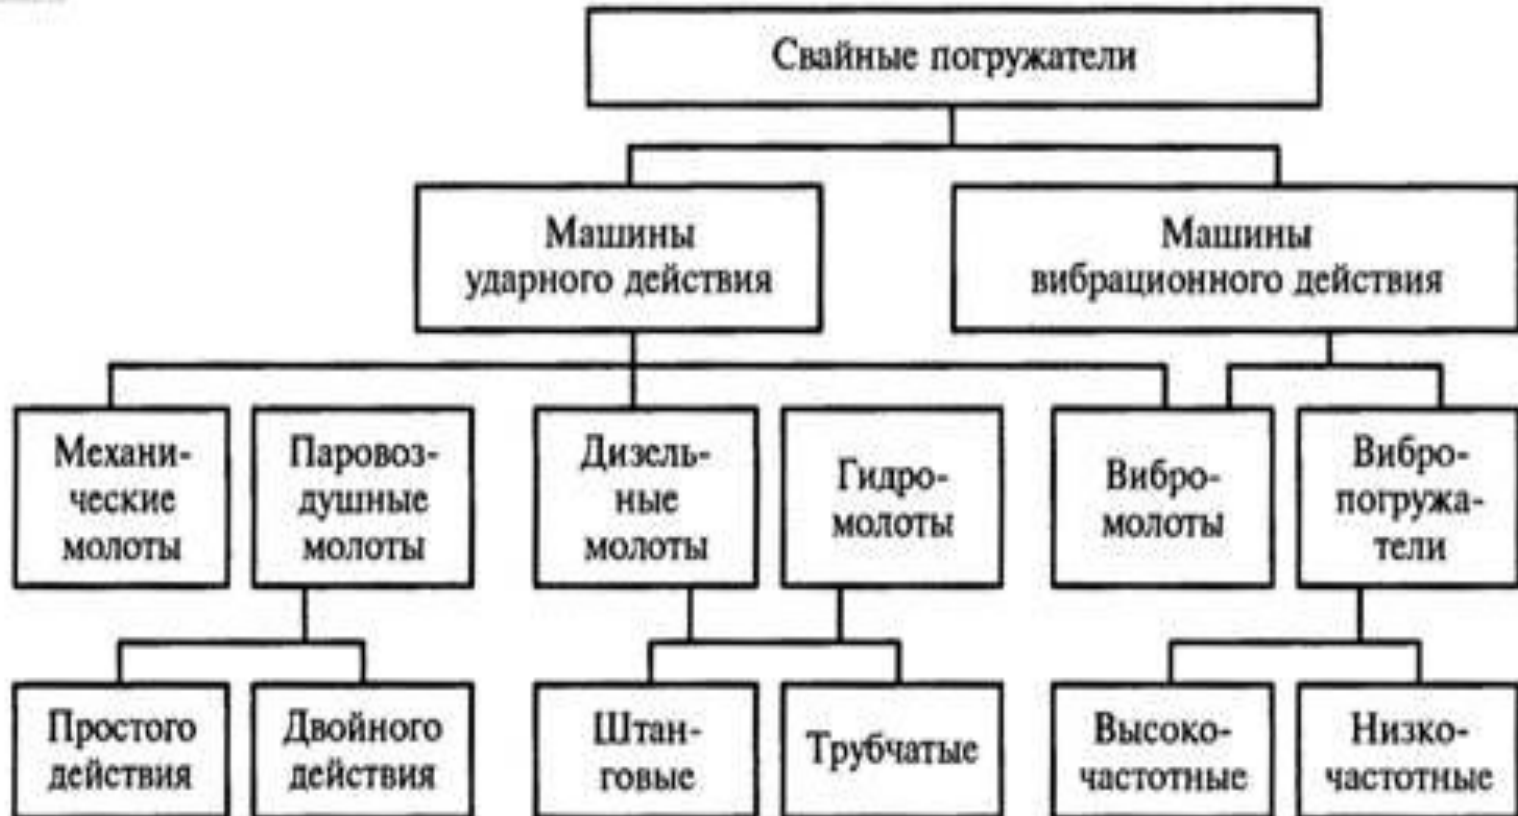 Свайные погружатели
Машины
ударного действия
Машины
вибрационного действия
Механи-
ческие
молоты
Паровоз-
душные
молоты
Дизель-
ные
молоты
Гидро-
молоты
Вибро-
молоты
Вибро-
погружа-
тели
Простого
действия
Двойного
действия
Штан-
говые
Трубчатые
Высоко-
частотные
Низко-
частотные